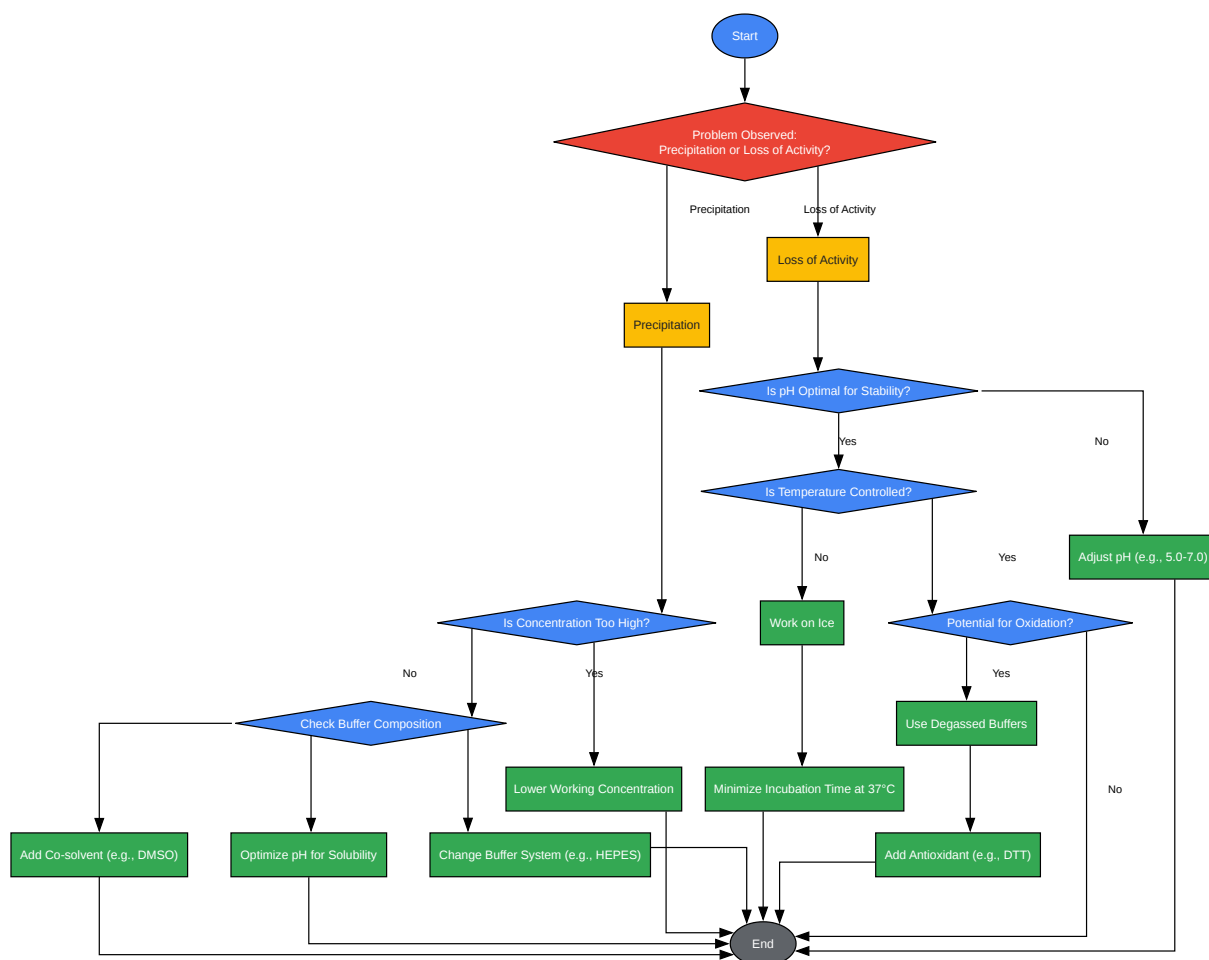 Start
Problem Observed:
Precipitation or Loss of Activity?
Precipitation
Loss of Activity
Loss of Activity
Precipitation
Is pH Optimal for Stability?
Yes
No
Is Temperature Controlled?
No
Yes
Adjust pH (e.g., 5.0-7.0)
Is Concentration Too High?
Work on Ice
Potential for Oxidation?
No
Yes
Yes
Check Buffer Composition
Use Degassed Buffers
Lower Working Concentration
Minimize Incubation Time at 37°C
No
Add Co-solvent (e.g., DMSO)
Optimize pH for Solubility
Change Buffer System (e.g., HEPES)
Add Antioxidant (e.g., DTT)
End